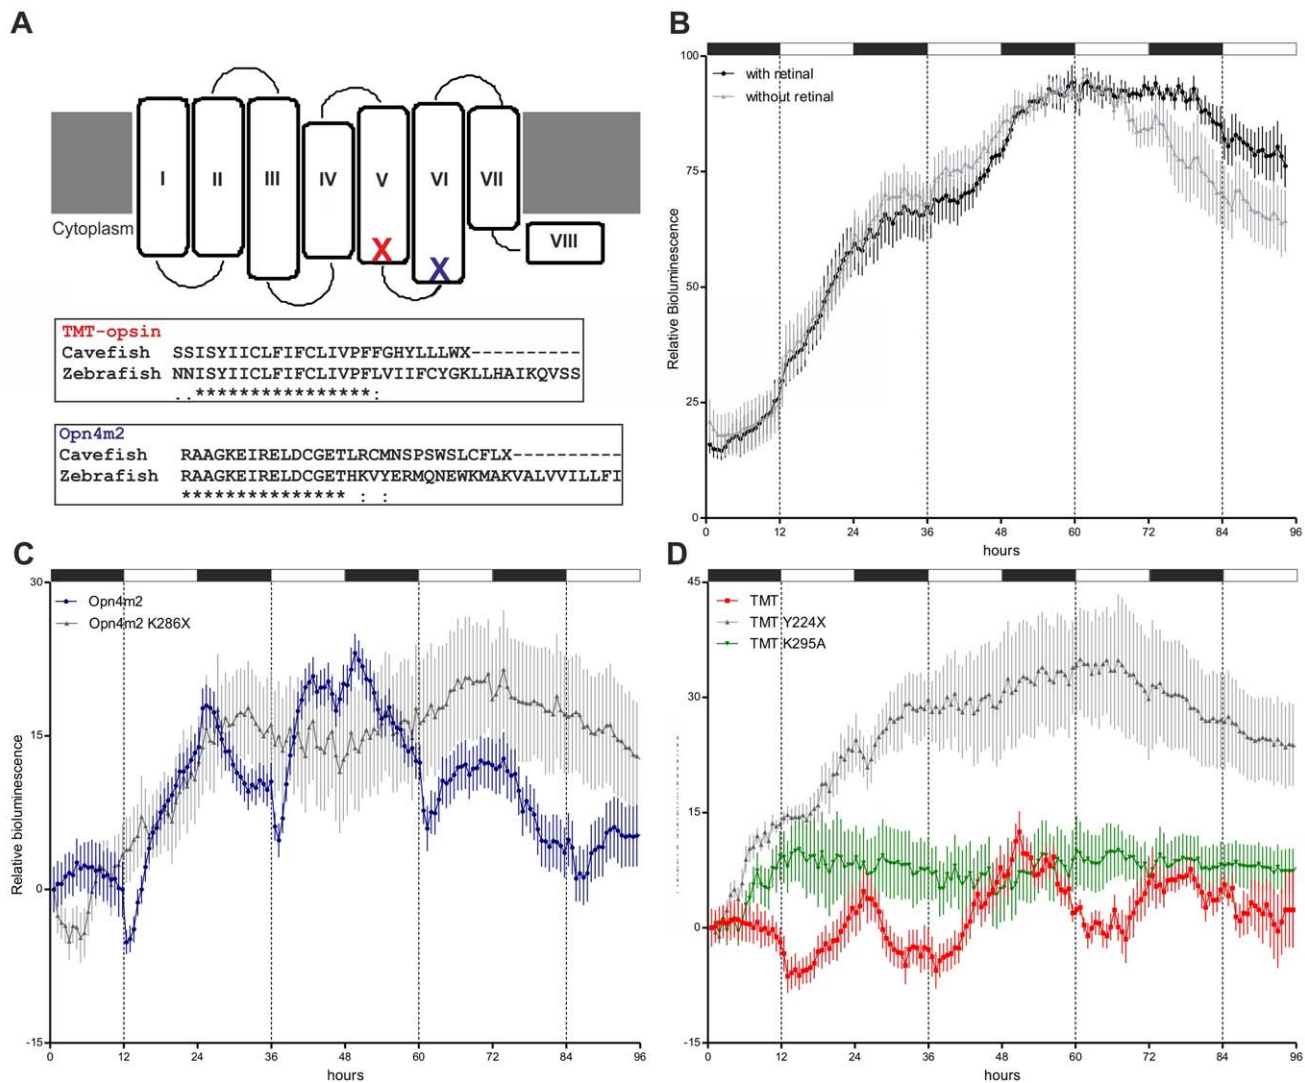 A
I II III IV V VI VII
VIII
Cytoplasm
X
X
TMT-opsin
Cavefish SSISYIICLFIFCLIVPFFGHYLLLWX----------
Zebrafish NNISYIICLFIFCLIVPFLVIIFCYGKLLHAIKQVSS
..****************:
Opn4m2
Cavefish RAAGKEIRELDCGETLRCMNSPSWSLCFLX----------
Zebrafish RAAGKEIRELDCGETHKVYERMQNEWKMAKVALVVILLFI
*************** : :
B
with retinal
without retinal
Relative Bioluminescence
100
75
50
25
0
0 12 24 36 48 60 72 84 96
hours
C
Opn4m2
Opn4m2 K286X
Relative bioluminescence
30
15
0
-15
0 12 24 36 48 60 72 84 96
hours
D
TMT
TMT Y224X
TMT K295A
45
30
15
0
-15
0 12 24 36 48 60 72 84 96
hours